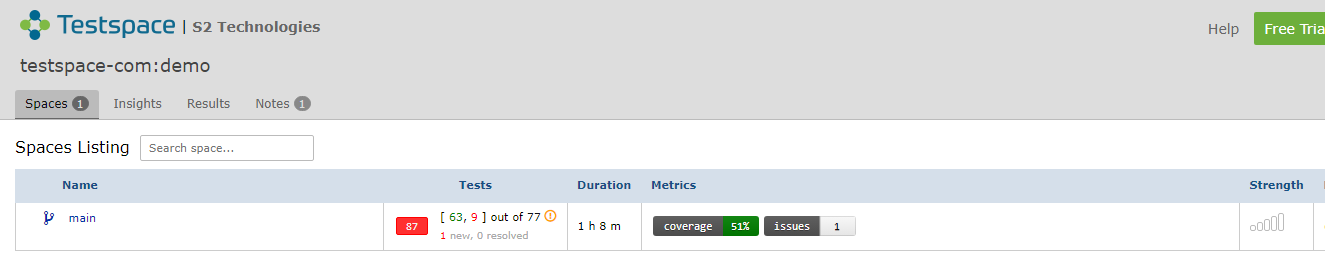 Testspace | S2 Technologies
Help Free Tria
testspace-com:demo
Spaces 1 Insights Results Notes 1
Spaces Listing Search space...
Name Tests Duration Metrics Strength
main 87 [ 63, 9 ] out of 77 1 h 8 m coverage 51% issues 1
1 new, 0 resolved